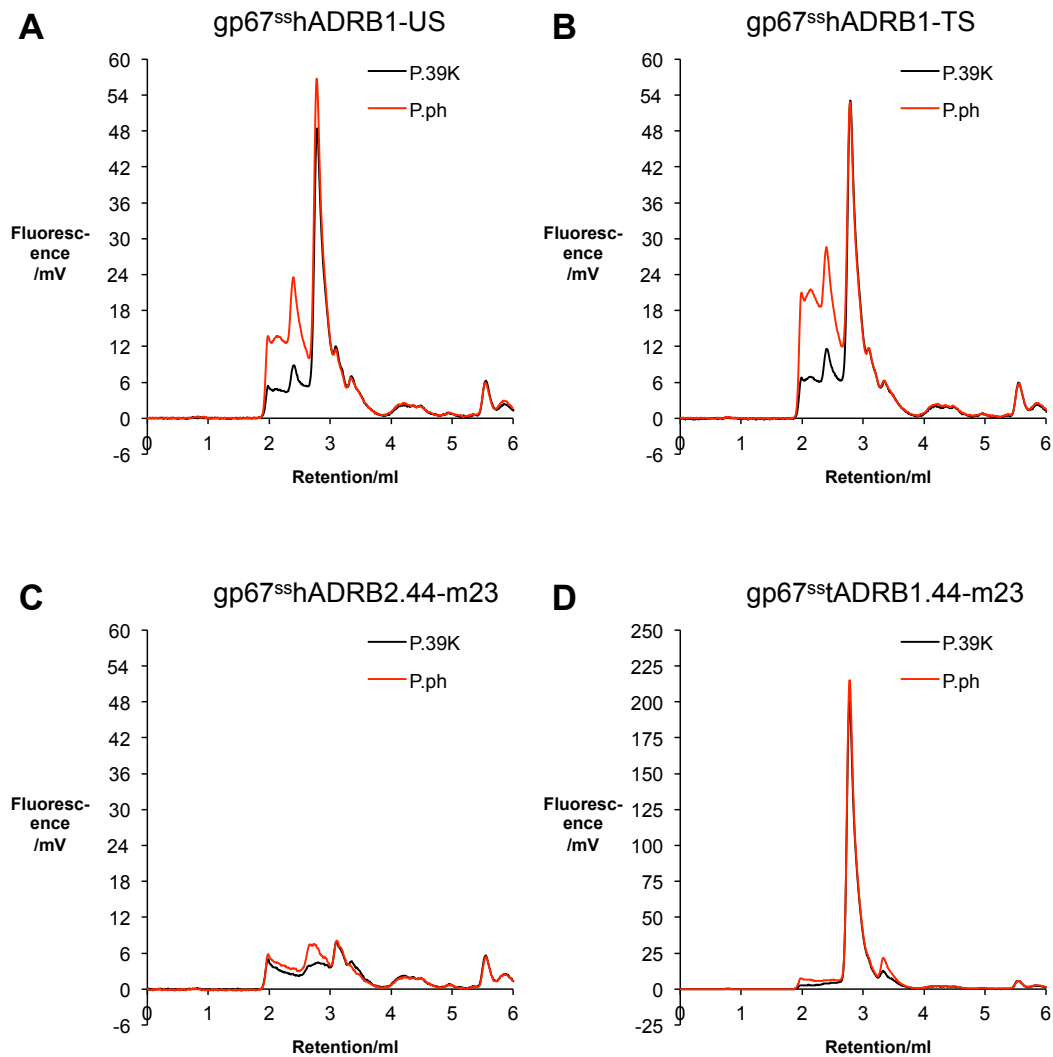 A
gp67ˢˢhADRB1-US
60
54
48
42
36
30
24
18
12
6
0
-6
Fluoresc-
ence
/mV
P.39K
P.ph
0 1 2 3 4 5 6
Retention/ml
B
gp67ˢˢhADRB1-TS
60
54
48
42
36
30
24
18
12
6
0
-6
Fluoresc-
ence
/mV
P.39K
P.ph
0 1 2 3 4 5 6
Retention/ml
C
gp67ˢˢhADRB2.44-m23
60
54
48
42
36
30
24
18
12
6
0
-6
Fluoresc-
ence
/mV
P.39K
P.ph
0 1 2 3 4 5 6
Retention/ml
D
gp67ˢˢtADRB1.44-m23
250
225
200
175
150
125
100
75
50
25
0
-25
Fluoresc-
ence
/mV
P.39K
P.ph
0 1 2 3 4 5 6
Retention/ml